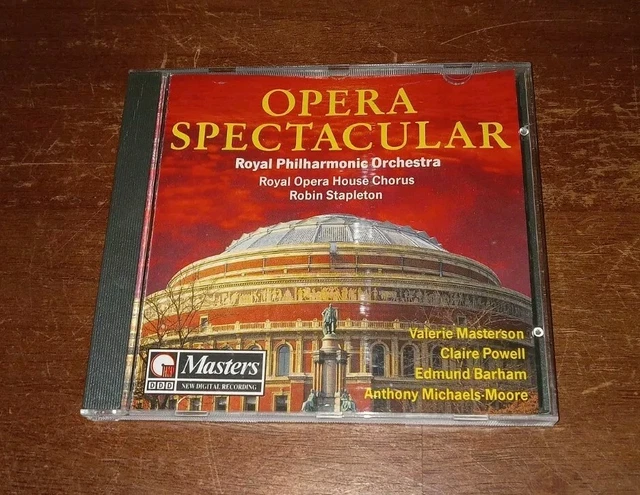 OPERA
SPECTACULAR
Royal Philharmonic Orchestra
Royal Opera House Chorus
Robin Stapleton
Valerie Masterson
Claire Powell
Edmund Barham
Anthony Michaels-Moore
Masters
DDD
NEW DIGITAL RECORDING